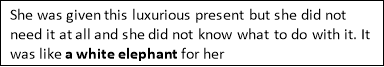 She was given this luxurious present but she did not
need it at all and she did not know what to do with it. It
was like a white elephant for her